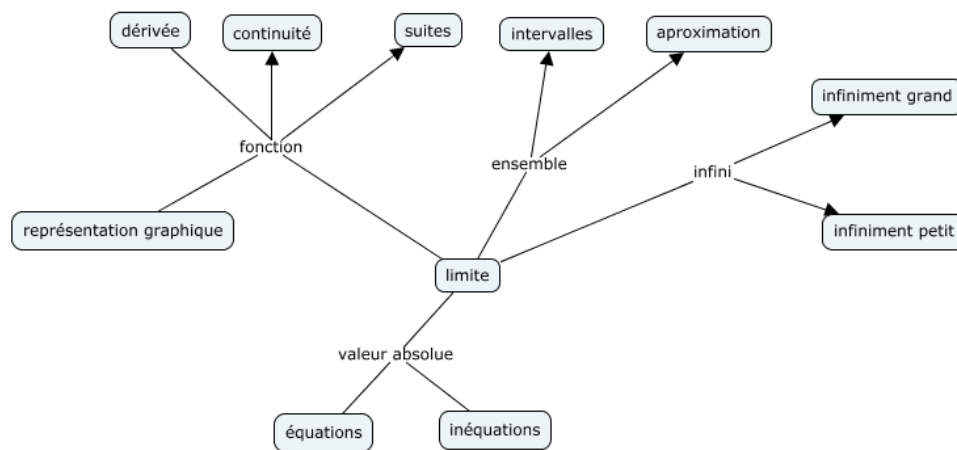 dérivée
continuité
suites
intervalles
aproximation
infiniment grand
fonction
ensemble
infini
représentation graphique
infiniment petit
limite
valeur absolue
équations
inéquations